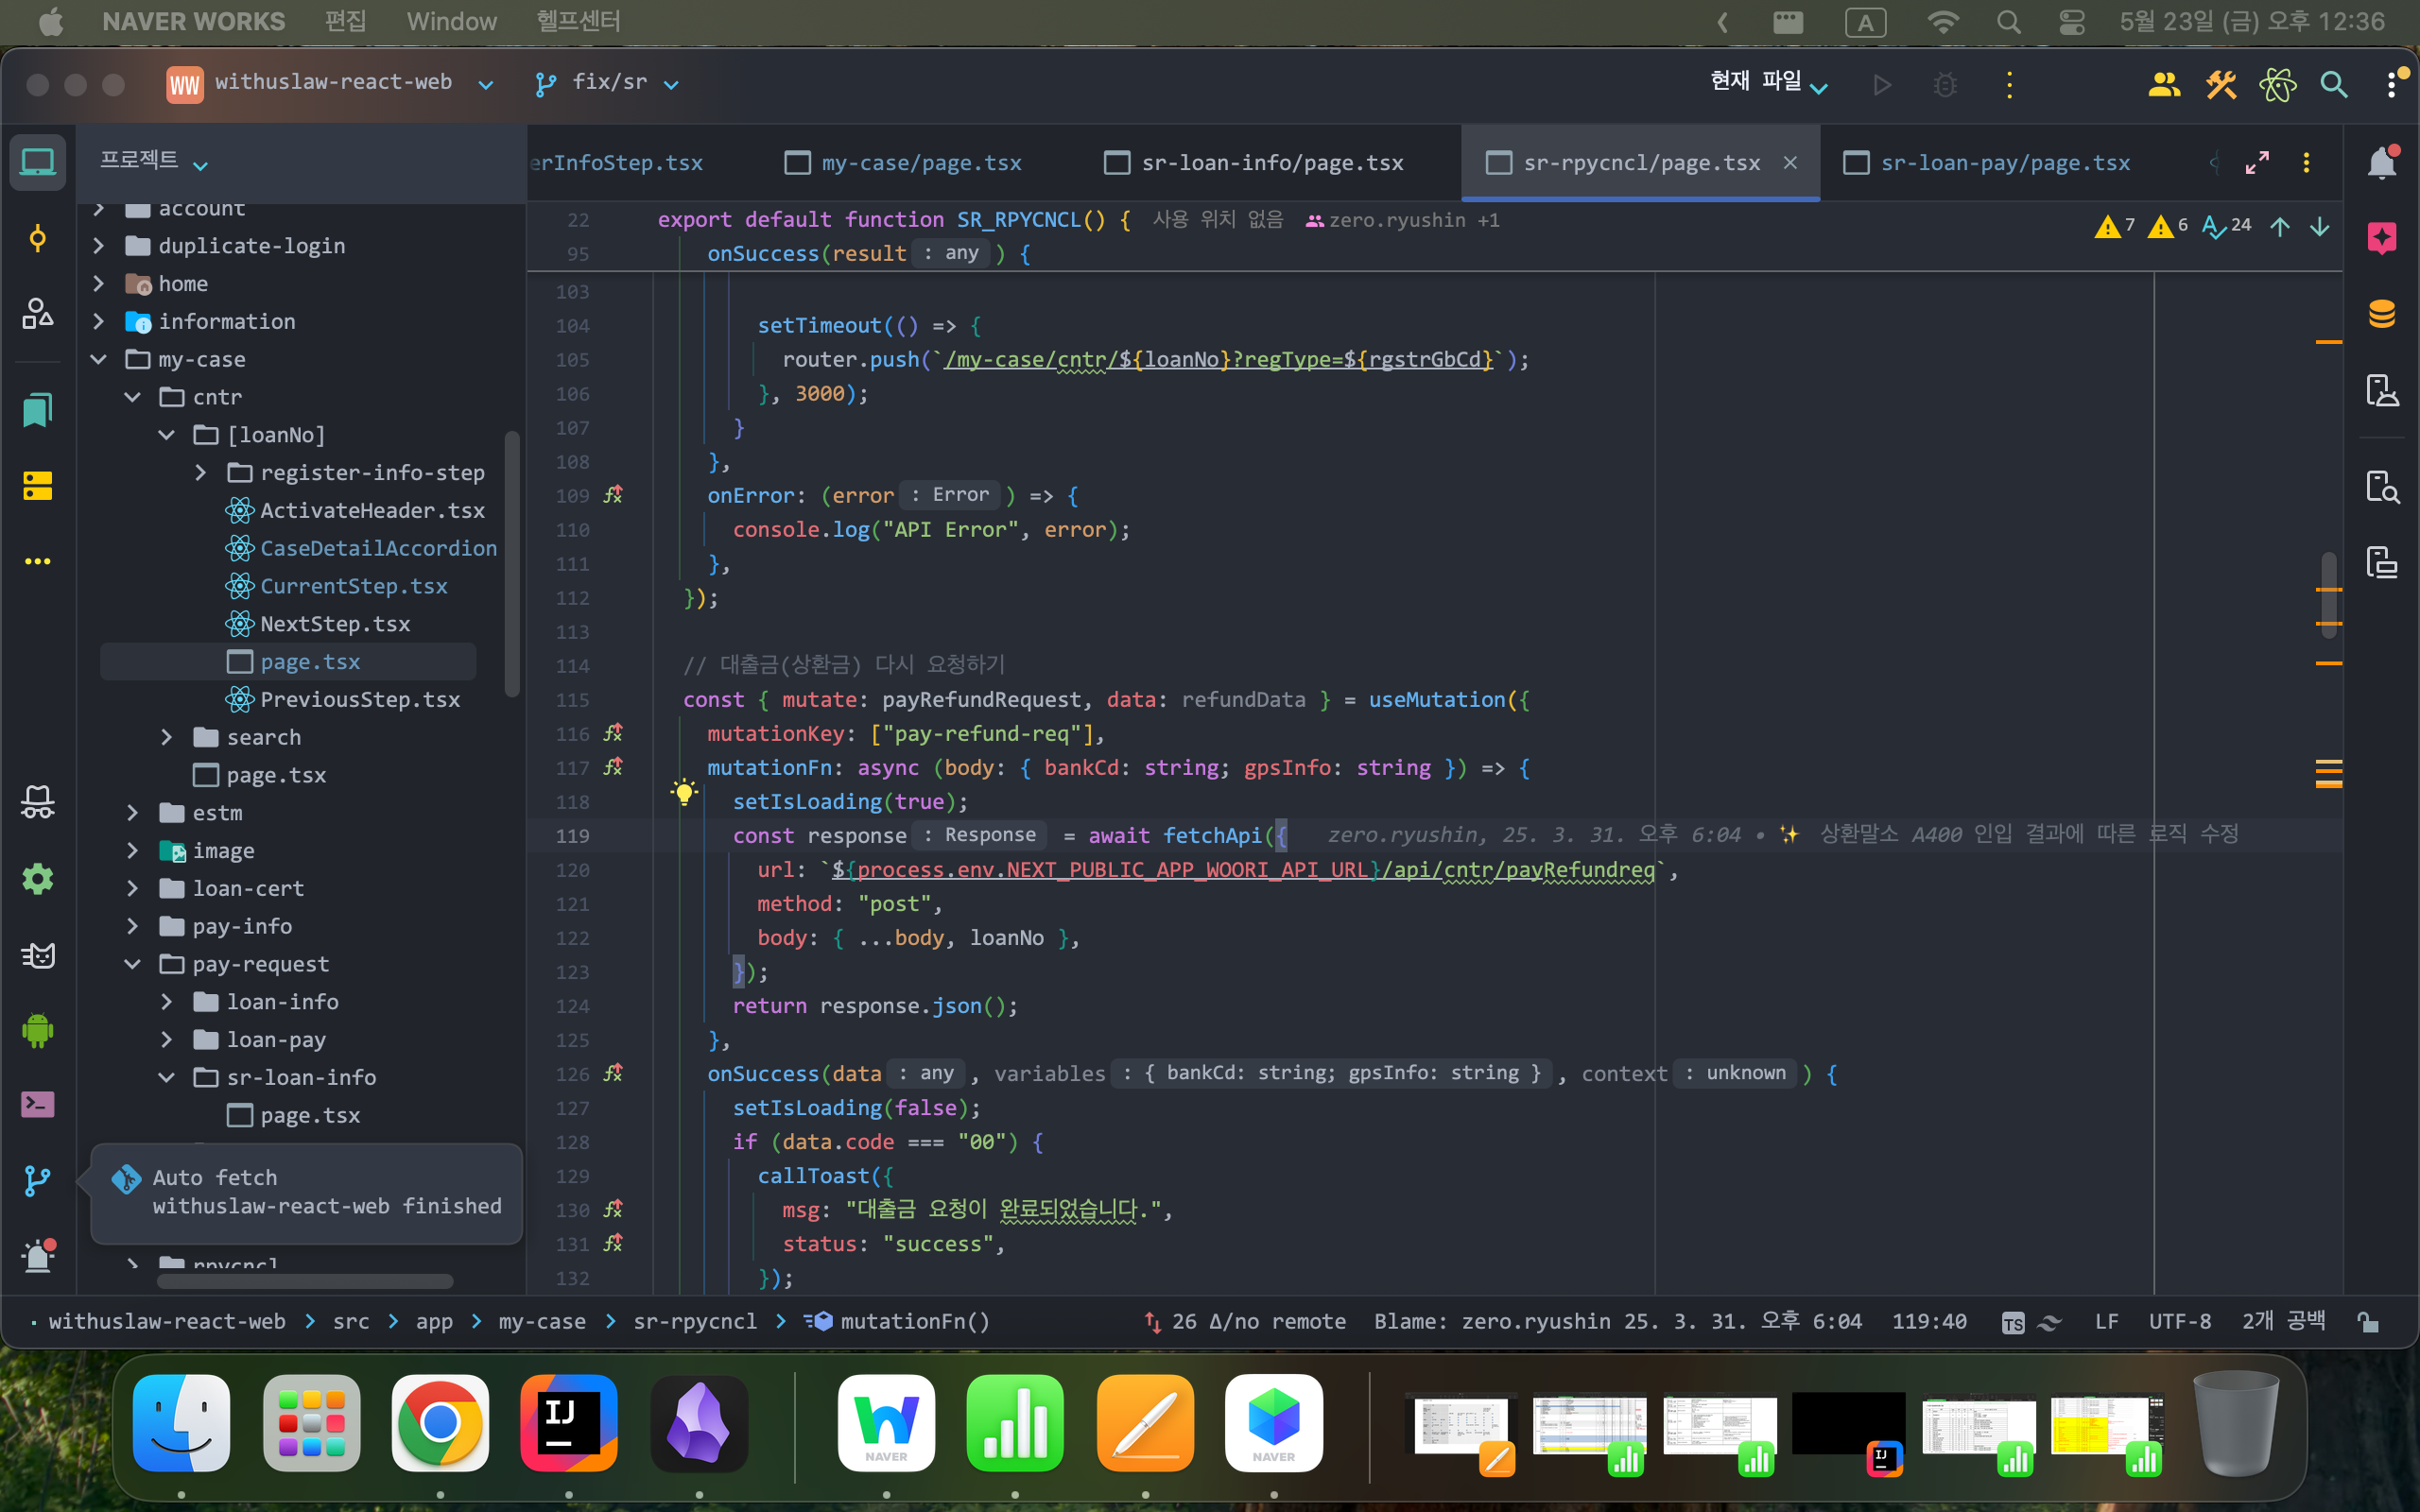 NAVER WORKS 편집 Window 헬프센터 A 5월 23일 (금) 오후 12:36
WW withuslaw-react-web fix/sr 현재 파일
프로젝트
erInfoStep.tsx my-case/page.tsx sr-loan-info/page.tsx sr-rpycncl/page.tsx sr-loan-pay/page.tsx
account
duplicate-login
home
information
my-case
cntr
[loanNo]
register-info-step
ActivateHeader.tsx
CaseDetailAccordion
CurrentStep.tsx
NextStep.tsx
page.tsx
PreviousStep.tsx
search
page.tsx
estm
image
loan-cert
pay-info
pay-request
loan-info
loan-pay
sr-loan-info
page.tsx
Auto fetch
withuslaw-react-web finished
rpycncl
7 6 24
22 export default function SR_RPYCNCL() { 사용 위치 없음 zero.ryushin +1
95 onSuccess(result : any ) {
103
104 setTimeout(() => {
105 router.push(`/my-case/cntr/${loanNo}?regType=${rgstrGbCd}`);
106 }, 3000);
107 }
108 },
109 onError: (error : Error ) => {
110 console.log("API Error", error);
111 },
112 });
113
114 // 대출금(상환금) 다시 요청하기
115 const { mutate: payRefundRequest, data: refundData } = useMutation({
116 mutationKey: ["pay-refund-req"],
117 mutationFn: async (body: { bankCd: string; gpsInfo: string }) => {
118 setIsLoading(true);
119 const response : Response = await fetchApi({ zero.ryushin, 25. 3. 31. 오후 6:04 • ✨ 상환말소 A400 인입 결과에 따른 로직 수정
120 url: `${process.env.NEXT_PUBLIC_APP_WOORI_API_URL}/api/cntr/payRefundreq`,
121 method: "post",
122 body: { ...body, loanNo },
123 });
124 return response.json();
125 },
126 onSuccess(data : any , variables : { bankCd: string; gpsInfo: string } , context : unknown ) {
127 setIsLoading(false);
128 if (data.code === "00") {
129 callToast({
130 msg: "대출금 요청이 완료되었습니다.",
131 status: "success",
132 });
withuslaw-react-web > src > app > my-case > sr-rpycncl > mutationFn() 26 Δ/no remote Blame: zero.ryushin 25. 3. 31. 오후 6:04 119:40 TS LF UTF-8 2개 공백
IJ NAVER NAVER